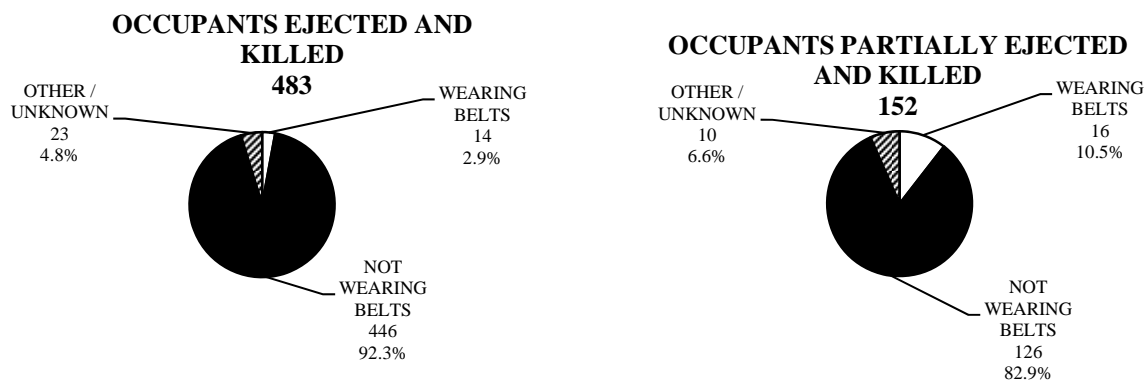 OCCUPANTS EJECTED AND
KILLED
483
OTHER /
UNKNOWN
23
4.8%
WEARING
BELTS
14
2.9%
NOT
WEARING
BELTS
446
92.3%
OCCUPANTS PARTIALLY EJECTED
AND KILLED
152
OTHER /
UNKNOWN
10
6.6%
WEARING
BELTS
16
10.5%
NOT
WEARING
BELTS
126
82.9%